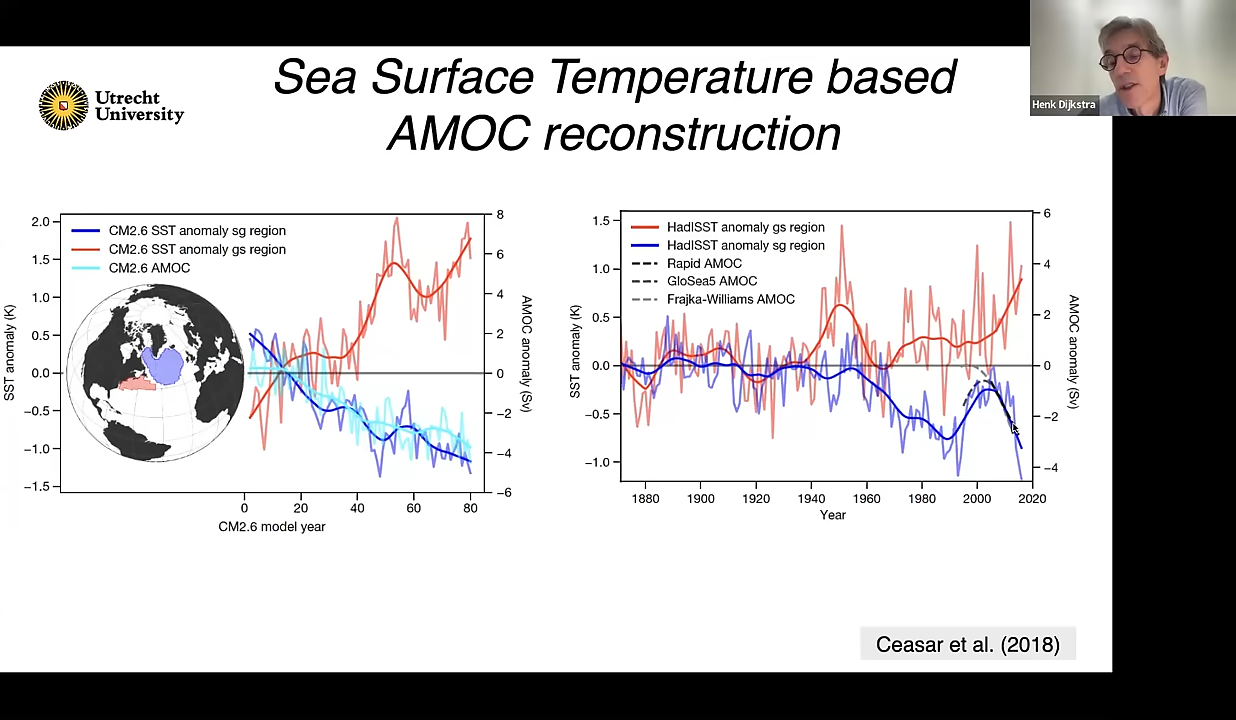 Henk Dijkstra
Utrecht
University
Sea Surface Temperature based
AMOC reconstruction
CM2.6 SST anomaly sg region
CM2.6 SST anomaly gs region
CM2.6 AMOC
SST anomaly (K)
2.0
1.5
1.0
0.5
0.0
−0.5
−1.0
−1.5
8
6
4
2
0
−2
−4
−6
AMOC anomaly (Sv)
0 20 40 60 80
CM2.6 model year
HadISST anomaly gs region
HadISST anomaly sg region
Rapid AMOC
GloSea5 AMOC
Frajka-Williams AMOC
SST anomaly (K)
1.5
1.0
0.5
0.0
−0.5
−1.0
6
4
2
0
−2
−4
AMOC anomaly (Sv)
1880 1900 1920 1940 1960 1980 2000 2020
Year
Ceasar et al. (2018)